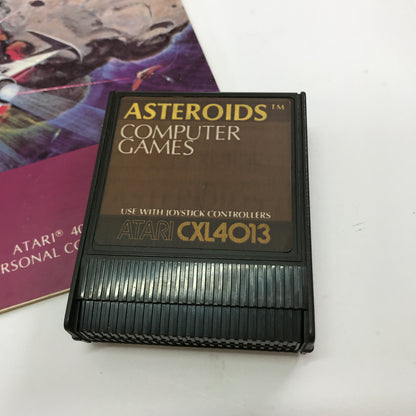 ASTEROIDS™
COMPUTER
GAMES
USE WITH JOYSTICK CONTROLLERS
ATARI CXL4013
ATARI® 40
RSONAL CO